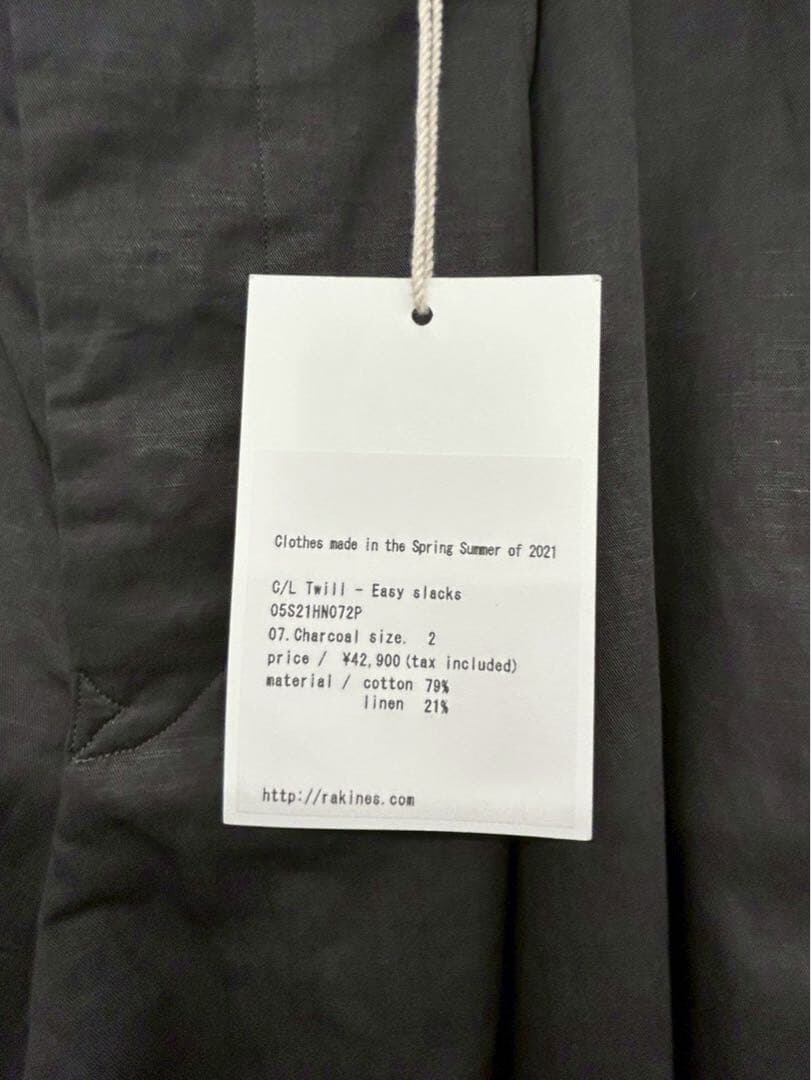 Clothes made in the Spring Summer of 2021
C/L Twill - Easy slacks
05S21HN072P
07.Charcoal size. 2
price / ¥42,900(tax included)
material / cotton 79%
linen 21%
http://rakines.com